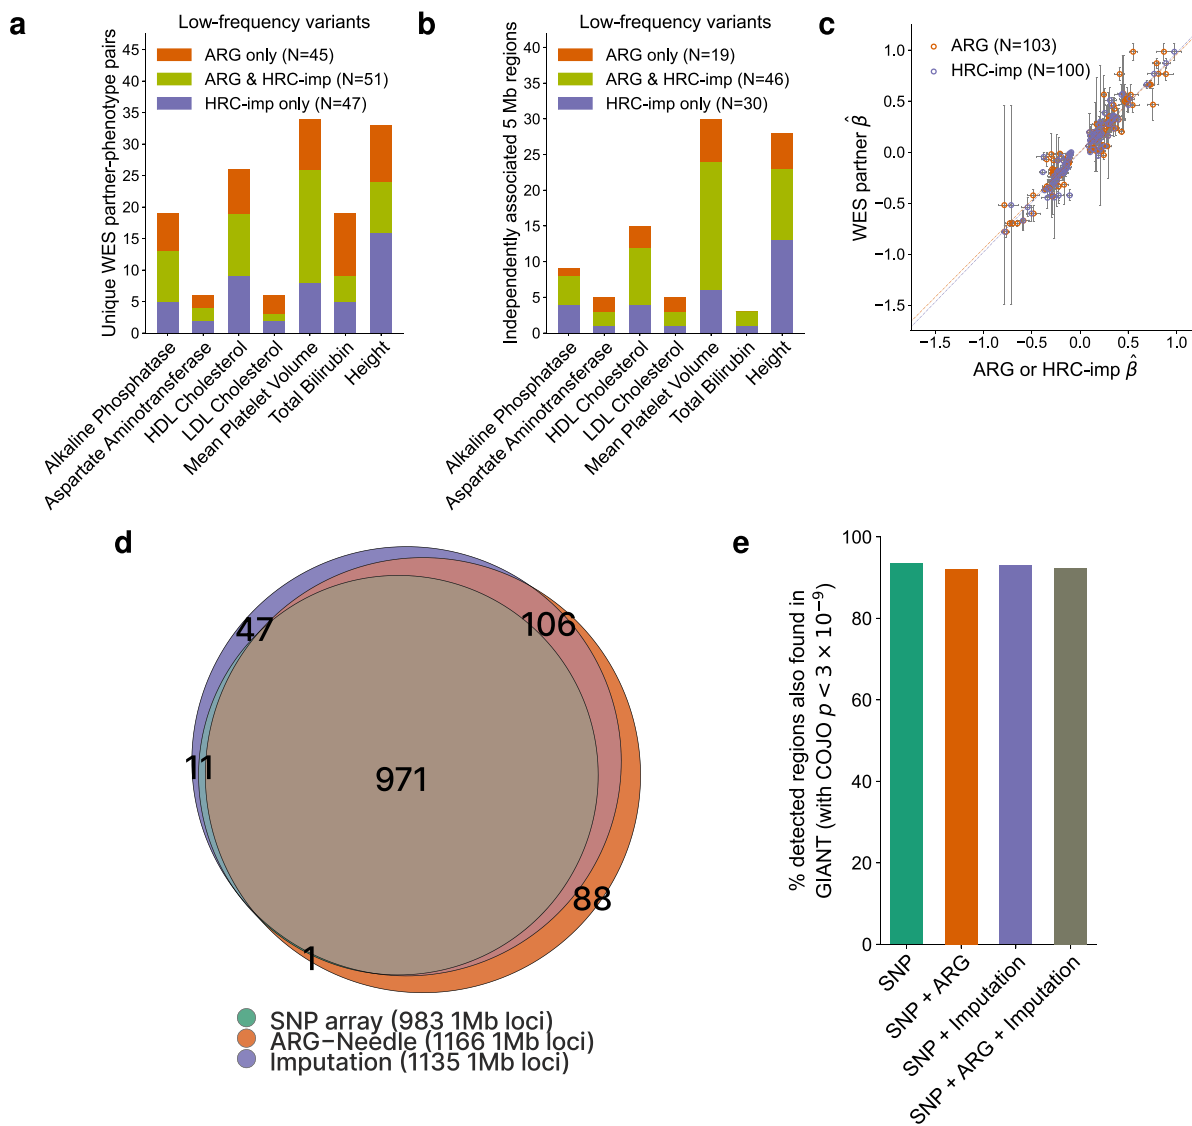 a
Low-frequency variants
Unique WES partner-phenotype pairs
45
40
35
30
25
20
15
10
5
0
ARG only (N=45)
ARG & HRC-imp (N=51)
HRC-imp only (N=47)
Alkaline Phosphatase
Aspartate Aminotransferase
HDL Cholesterol
LDL Cholesterol
Mean Platelet Volume
Total Bilirubin
Height
b
Low-frequency variants
Independently associated 5 Mb regions
40
35
30
25
20
15
10
5
0
ARG only (N=19)
ARG & HRC-imp (N=46)
HRC-imp only (N=30)
Alkaline Phosphatase
Aspartate Aminotransferase
HDL Cholesterol
LDL Cholesterol
Mean Platelet Volume
Total Bilirubin
Height
c
WES partner β̂
1.0
0.5
0.0
−0.5
−1.0
−1.5
ARG (N=103)
HRC-imp (N=100)
−1.5 −1.0 −0.5 0.0 0.5 1.0
ARG or HRC-imp β̂
d
47
106
11
971
88
1
SNP array (983 1Mb loci)
ARG−Needle (1166 1Mb loci)
Imputation (1135 1Mb loci)
e
% detected regions also found in
GIANT (with COJO p < 3 × 10⁻⁹)
100
80
60
40
20
0
SNP
SNP + ARG
SNP + Imputation
SNP + ARG + Imputation